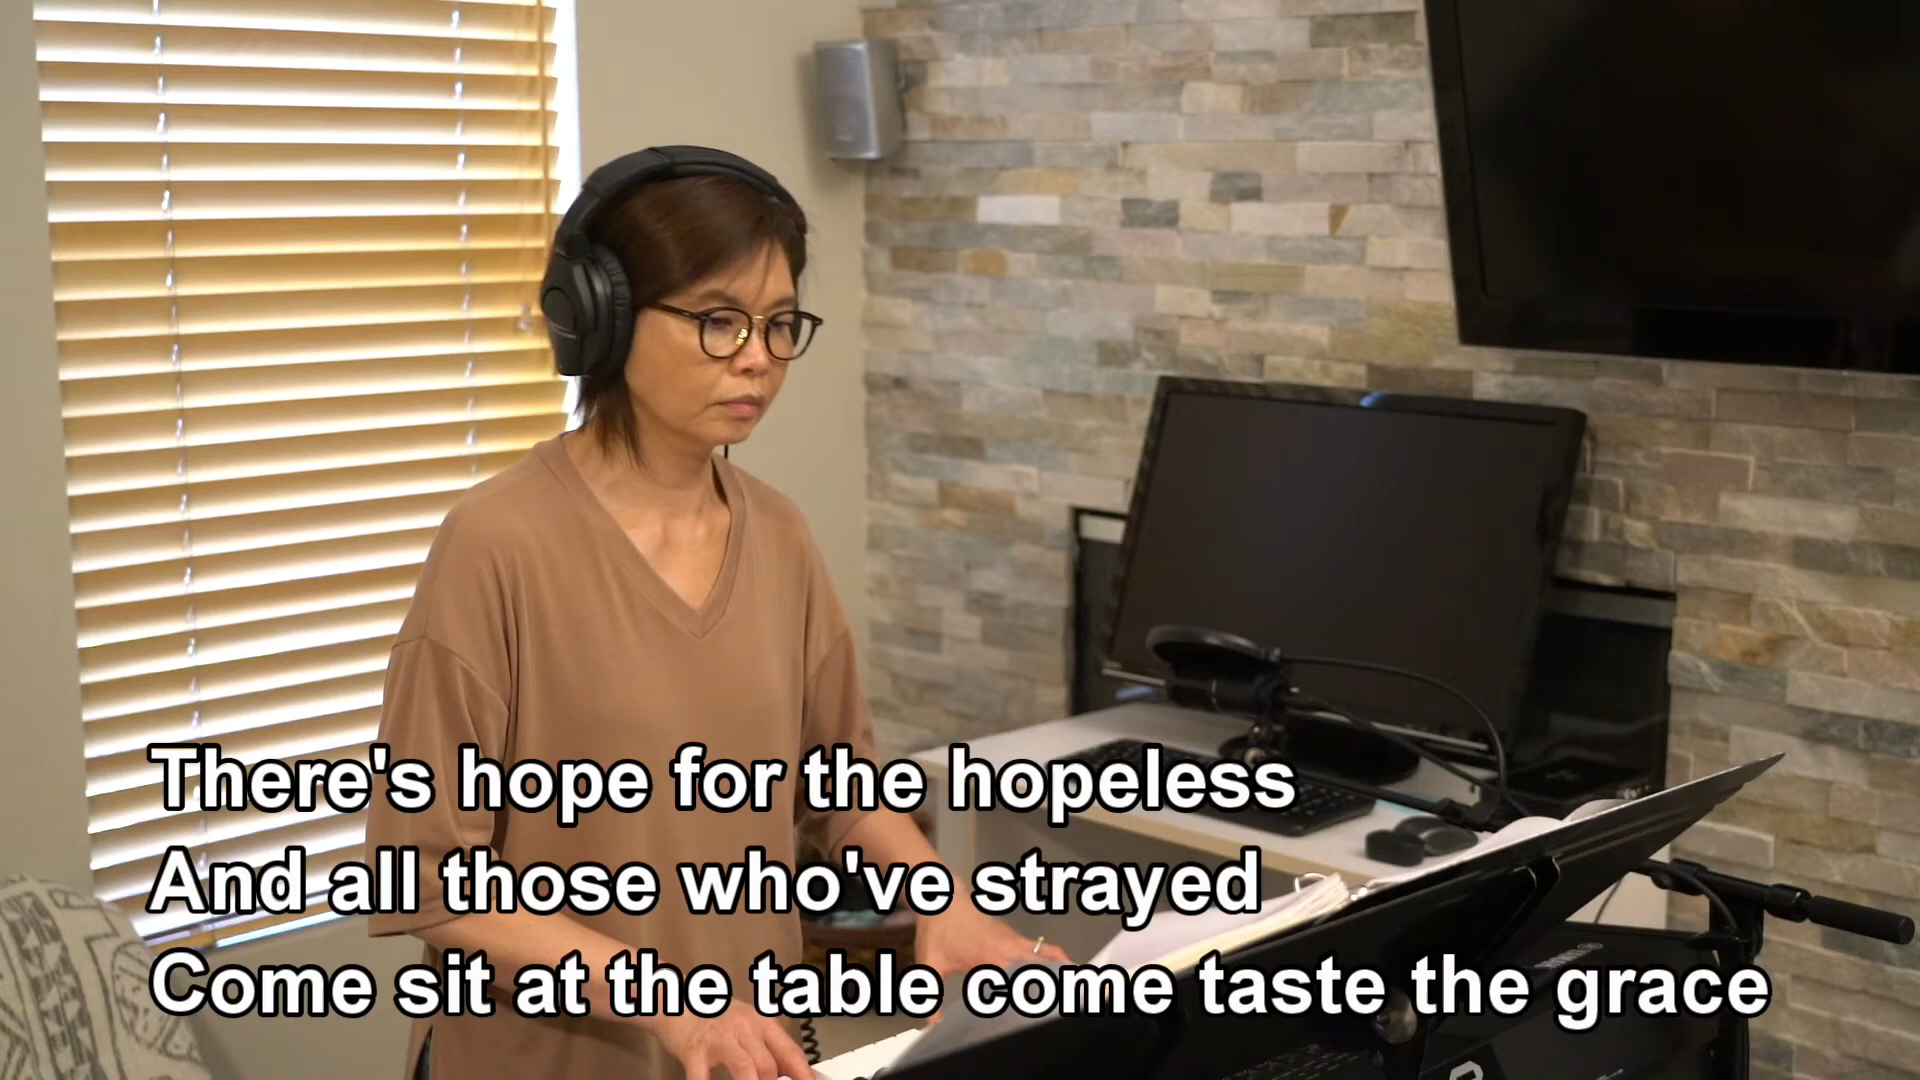 There's hope for the hopeless
And all those who've strayed
Come sit at the table come taste the grace